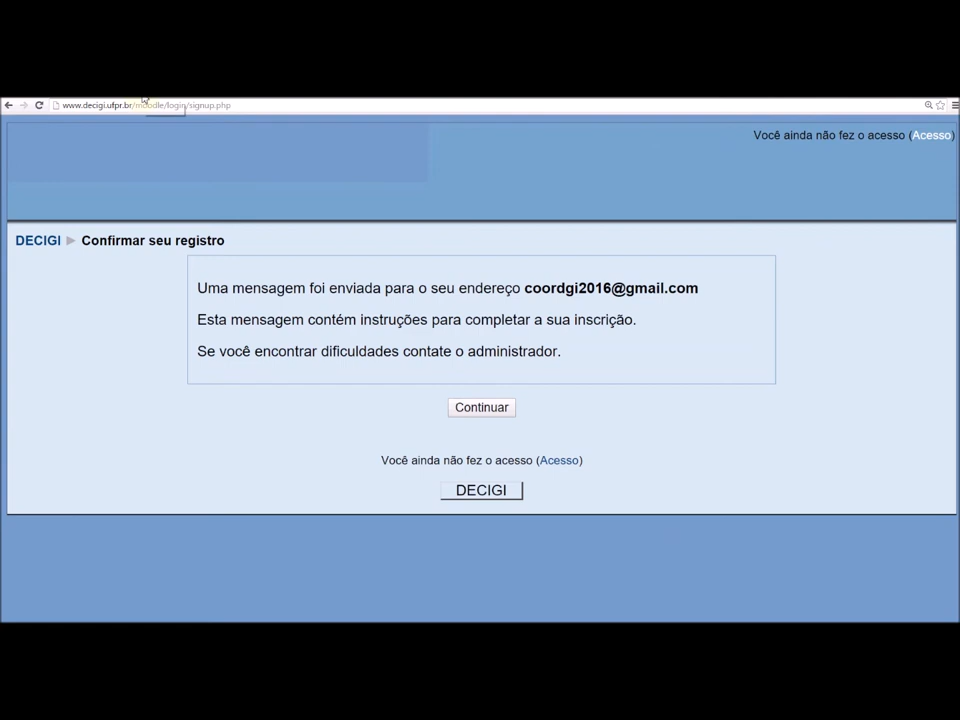 www.decigi.ufpr.br/moodle/login/signup.php
Você ainda não fez o acesso (Acesso)
DECIGI ► Confirmar seu registro
Uma mensagem foi enviada para o seu endereço coordgi2016@gmail.com
Esta mensagem contém instruções para completar a sua inscrição.
Se você encontrar dificuldades contate o administrador.
Continuar
Você ainda não fez o acesso (Acesso)
DECIGI